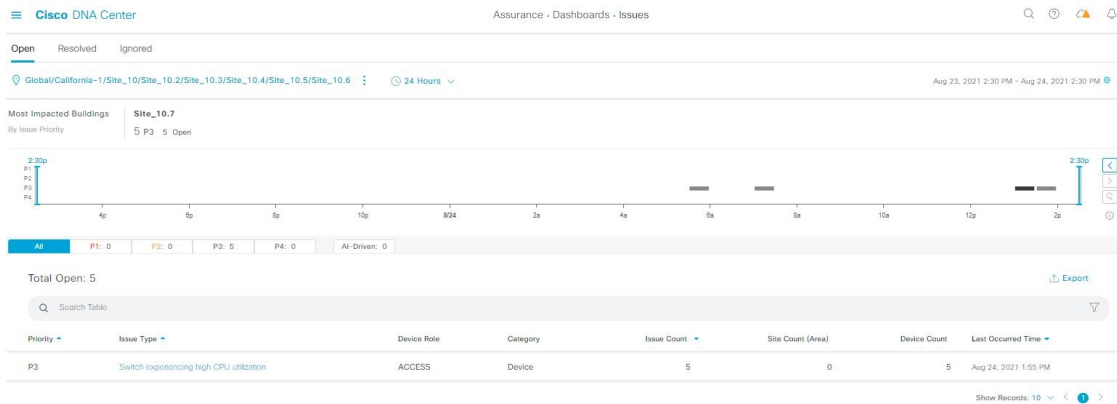 Cisco DNA Center
Assurance · Dashboards · Issues
Open Resolved Ignored
Global/California-1/Site_10/Site_10.2/Site_10.3/Site_10.4/Site_10.5/Site_10.6 24 Hours Aug 23, 2021 2:30 PM - Aug 24, 2021 2:30 PM
Most Impacted Buildings
By Issue Priority
Site_10.7
5 P3 5 Open
2:30p 2:30p
P1
P2
P3
P4
4p 6p 8p 10p 8/24 2a 4a 6a 8a 10a 12p 2p
All P1: 0 P2: 0 P3: 5 P4: 0 AI-Driven: 0
Total Open: 5 Export
Search Table
Priority Issue Type Device Role Category Issue Count Site Count (Area) Device Count Last Occurred Time
P3 Switch experiencing high CPU utilization ACCESS Device 5 0 5 Aug 24, 2021 1:55 PM
Show Records: 10 1